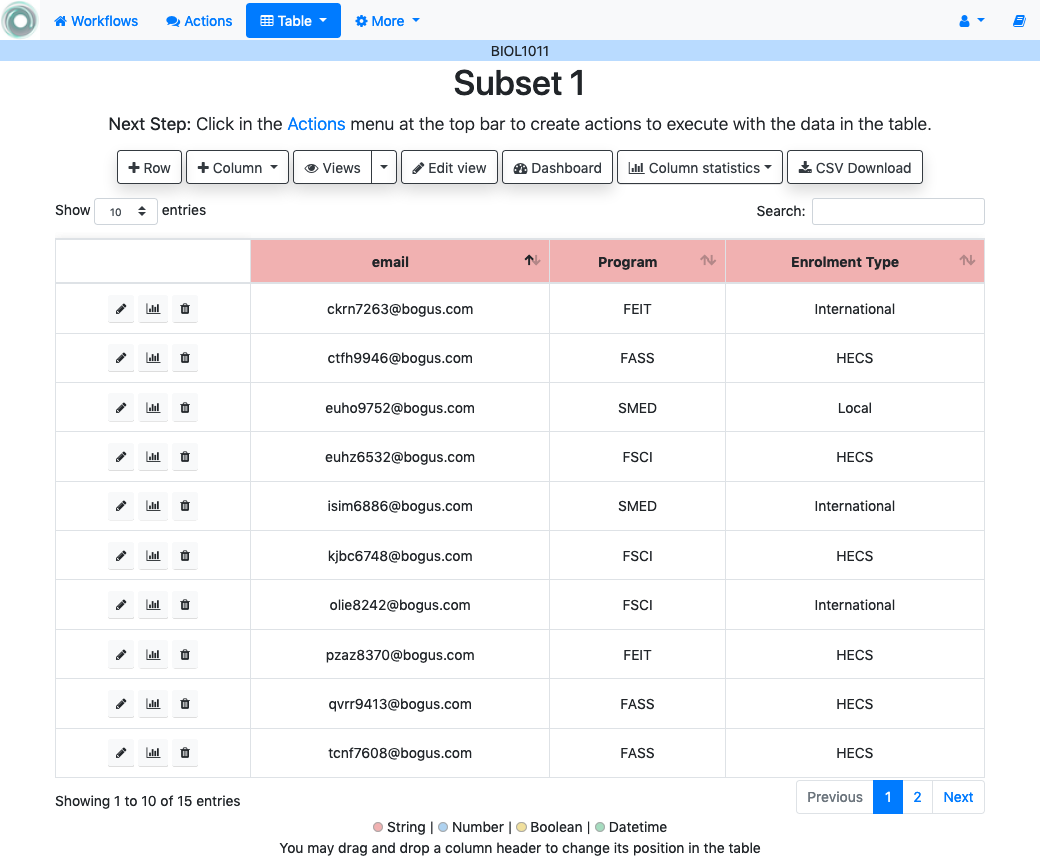 Workflows Actions Table More
BIOL1011
Subset 1
Next Step: Click in the Actions menu at the top bar to create actions to execute with the data in the table.
Row Column Views Edit view Dashboard Column statistics CSV Download
Show 10 entries Search:
email Program Enrolment Type
ckrn7263@bogus.com FEIT International
ctfh9946@bogus.com FASS HECS
euho9752@bogus.com SMED Local
euhz6532@bogus.com FSCI HECS
isim6886@bogus.com SMED International
kjbc6748@bogus.com FSCI HECS
olie8242@bogus.com FSCI International
pzaz8370@bogus.com FEIT HECS
qvrr9413@bogus.com FASS HECS
tcnf7608@bogus.com FASS HECS
Showing 1 to 10 of 15 entries Previous 1 2 Next
String | Number | Boolean | Datetime
You may drag and drop a column header to change its position in the table